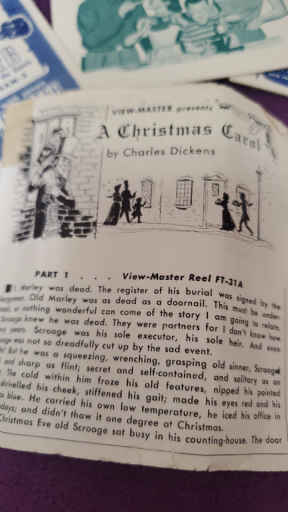 VIEW-MASTER presents
A Christmas Carol
by Charles Dickens
PART 1 . . . View-Master Reel FT-31A
Marley was dead. The register of his burial was signed by the
Old Marley was as dead as a doornail. This must be under-
or nothing wonderful can come of the story I am going to relate.
Scrooge knew he was dead. They were partners for I don't know how
years. Scrooge was his sole executor, his sole heir. And even
was not so dreadfully cut up by the sad event.
But he was a squeezing, wrenching, grasping old sinner, Scrooge!
and sharp as flint; secret and self-contained, and solitary as an
The cold within him froze his old features, nipped his pointed
shrivelled his cheek, stiffened his gait; made his eyes red and his
blue. He carried his own low temperature, he iced his office in
days; and didn't thaw it one degree at Christmas.
Christmas Eve old Scrooge sat busy in his counting-house. The door